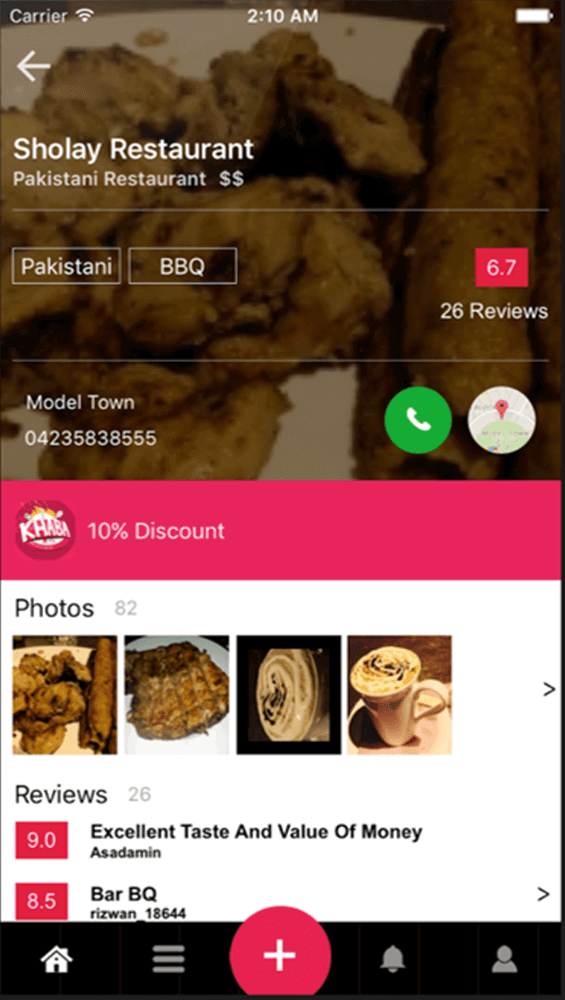 Carrier 2:10 AM
Sholay Restaurant
Pakistani Restaurant $$
Pakistani BBQ 6.7
26 Reviews
Model Town
04235838555
KHABA
10% Discount
Photos 82
>
Reviews 26
9.0 Excellent Taste And Value Of Money
Asadamin
8.5 Bar BQ >
rizwan_18644
+